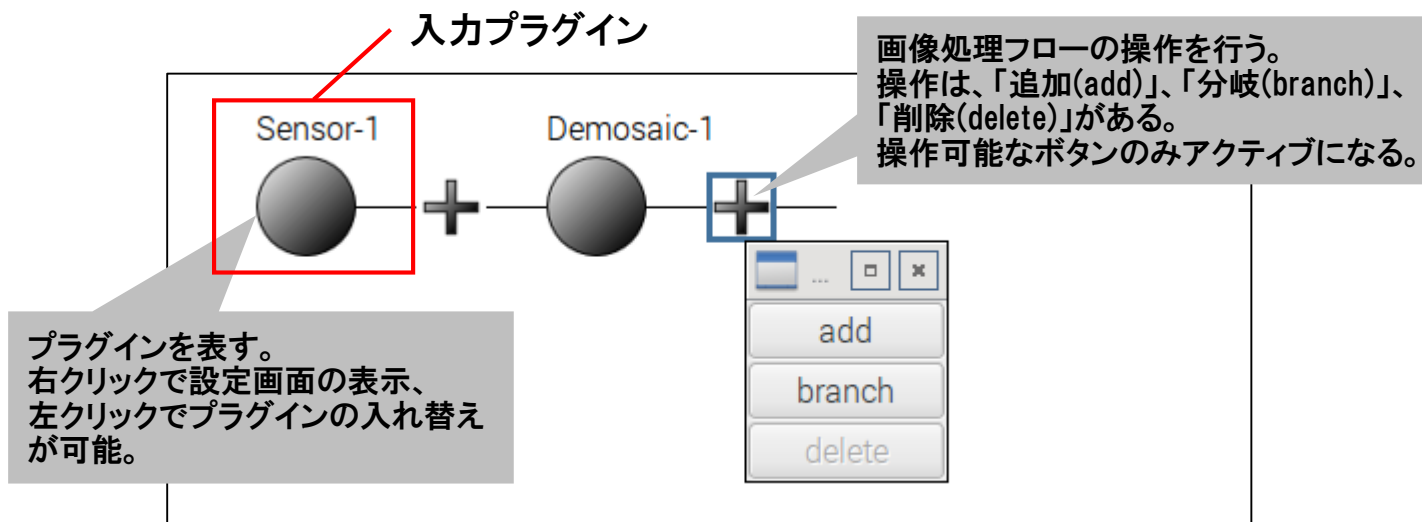 入力プラグイン
画像処理フローの操作を行う。
操作は、「追加(add)」、「分岐(branch)」、
「削除(delete)」がある。
操作可能なボタンのみアクティブになる。
Sensor-1
Demosaic-1
プラグインを表す。
右クリックで設定画面の表示、
左クリックでプラグインの入れ替え
が可能。
...
add
branch
delete